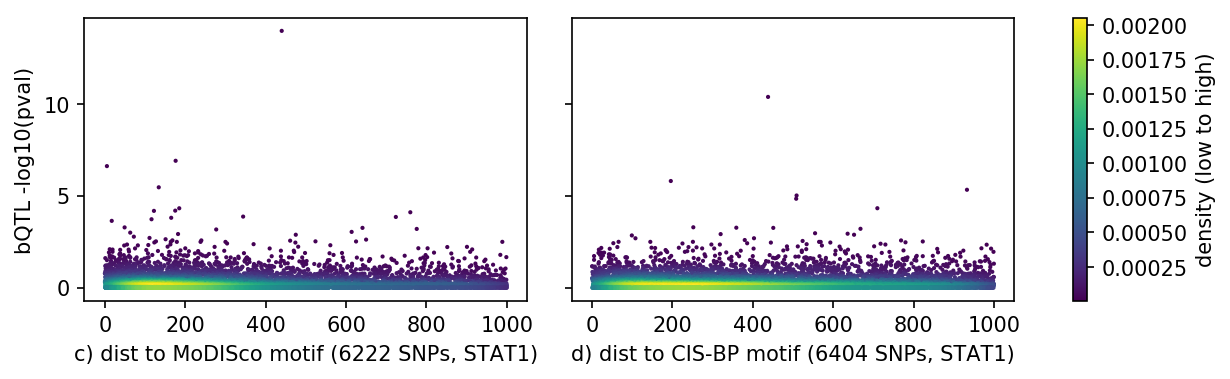 bQTL -log10(pval)
10
5
0
0 200 400 600 800 1000
c) dist to MoDISco motif (6222 SNPs, STAT1)
0 200 400 600 800 1000
d) dist to CIS-BP motif (6404 SNPs, STAT1)
0.00200
0.00175
0.00150
0.00125
0.00100
0.00075
0.00050
0.00025
density (low to high)